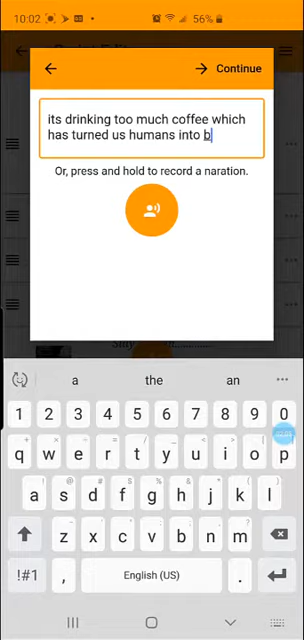 10:02
56%
Continue
its drinking too much coffee which
has turned us humans into b
Or, press and hold to record a naration.
a the an
1 2 3 4 5 6 7 8 9 0
q w e r t y u i o p
a s d f g h j k l
z x c v b n m
!#1 , English (US) .